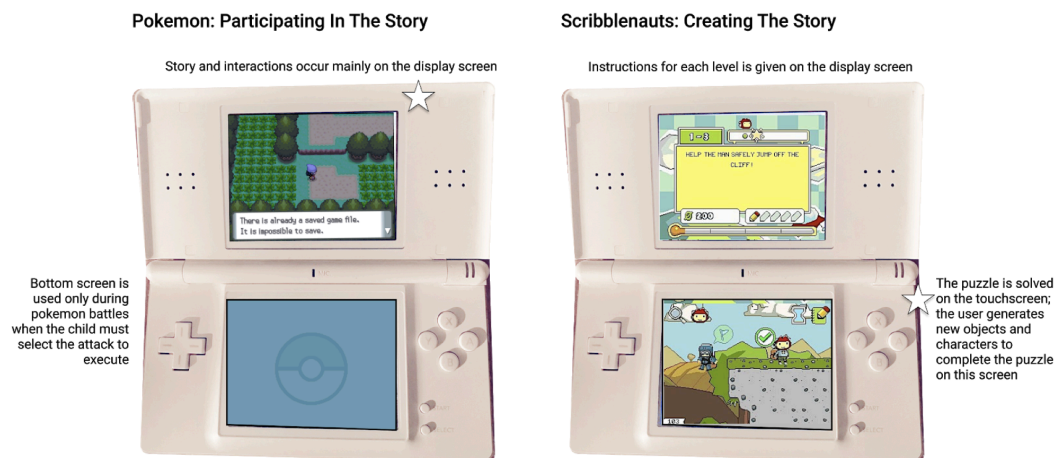 Pokemon: Participating In The Story
Story and interactions occur mainly on the display screen
There is already a saved game file.
It is impossible to save.
Bottom screen is
used only during
pokemon battles
when the child must
select the attack to
execute
Scribblenauts: Creating The Story
Instructions for each level is given on the display screen
1-3
HELP THE MAN SAFELY JUMP OFF THE
CLIFF!
200
The puzzle is solved
on the touchscreen;
the user generates
new objects and
characters to
complete the puzzle
on this screen
103